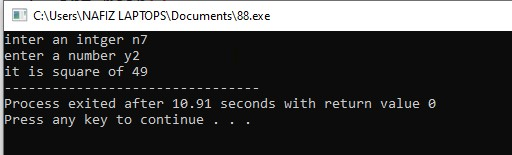 C:\Users\NAFIZ LAPTOPS\Documents\88.exe
inter an intger n7
enter a number y2
it is square of 49
--------------------------------
Process exited after 10.91 seconds with return value 0
Press any key to continue . . .